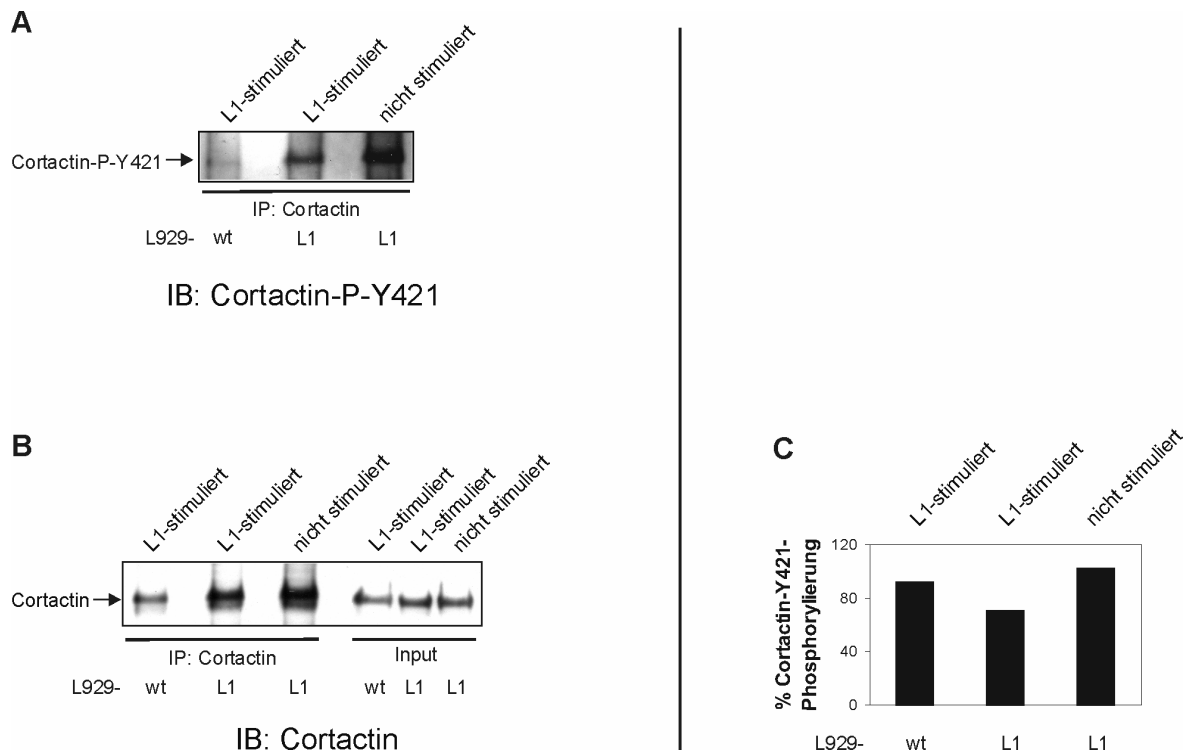 A
L1-stimuliert
L1-stimuliert
nicht stimuliert
Cortactin-P-Y421
IP: Cortactin
L929- wt L1 L1
IB: Cortactin-P-Y421
B
L1-stimuliert
L1-stimuliert
nicht stimuliert
L1-stimuliert
L1-stimuliert
nicht stimuliert
Cortactin
IP: Cortactin
Input
L929- wt L1 L1 wt L1 L1
IB: Cortactin
C
L1-stimuliert
L1-stimuliert
nicht stimuliert
% Cortactin-Y421-
Phosphorylierung
120
80
40
0
L929- wt L1 L1